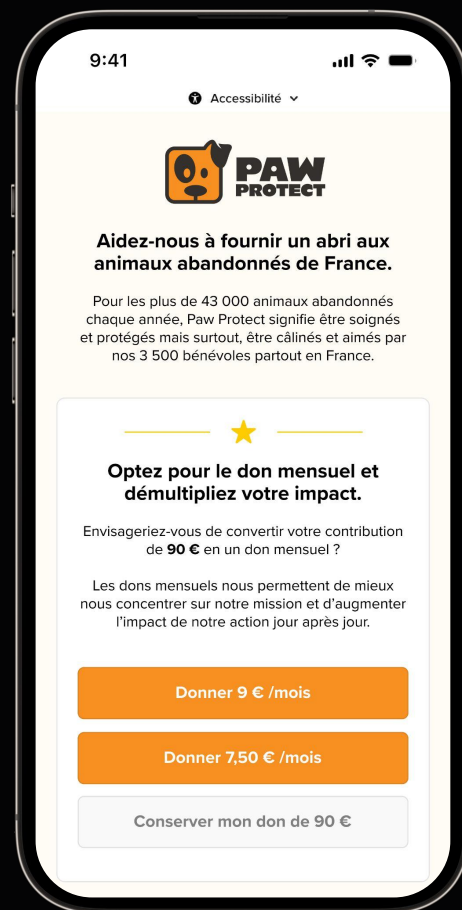 9:41
Accessibilité
PAW
PROTECT
Aidez-nous à fournir un abri aux
animaux abandonnés de France.
Pour les plus de 43 000 animaux abandonnés
chaque année, Paw Protect signifie être soignés
et protégés mais surtout, être câlinés et aimés par
nos 3 500 bénévoles partout en France.
Optez pour le don mensuel et
démultipliez votre impact.
Envisageriez-vous de convertir votre contribution
de 90 € en un don mensuel ?
Les dons mensuels nous permettent de mieux
nous concentrer sur notre mission et d’augmenter
l’impact de notre action jour après jour.
Donner 9 € /mois
Donner 7,50 € /mois
Conserver mon don de 90 €